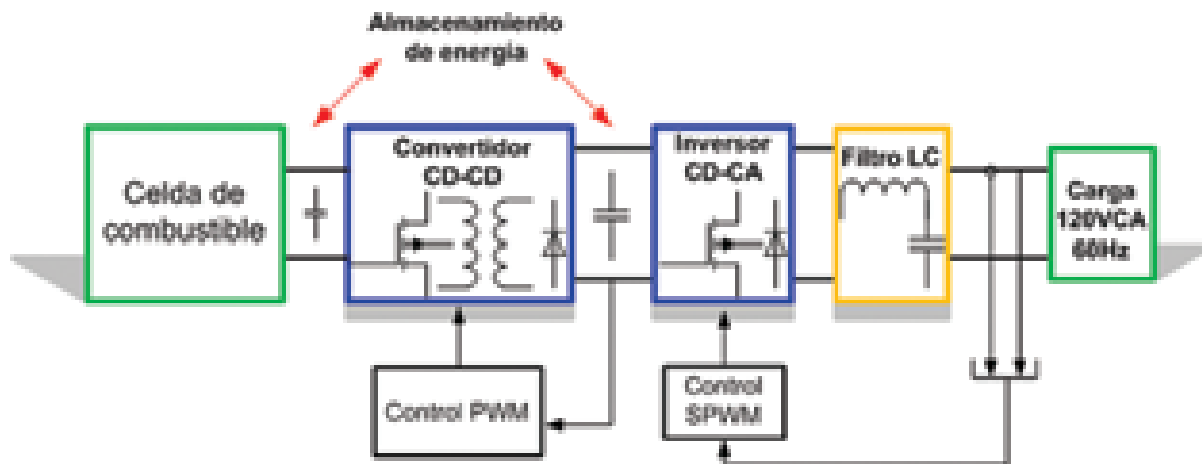 Almacenamiento
de energía
Celda de
combustible
Convertidor
CD-CD
Inversor
CD-CA
Filtro LC
Carga
120VCA
60Hz
Control PWM
Control
SPWM